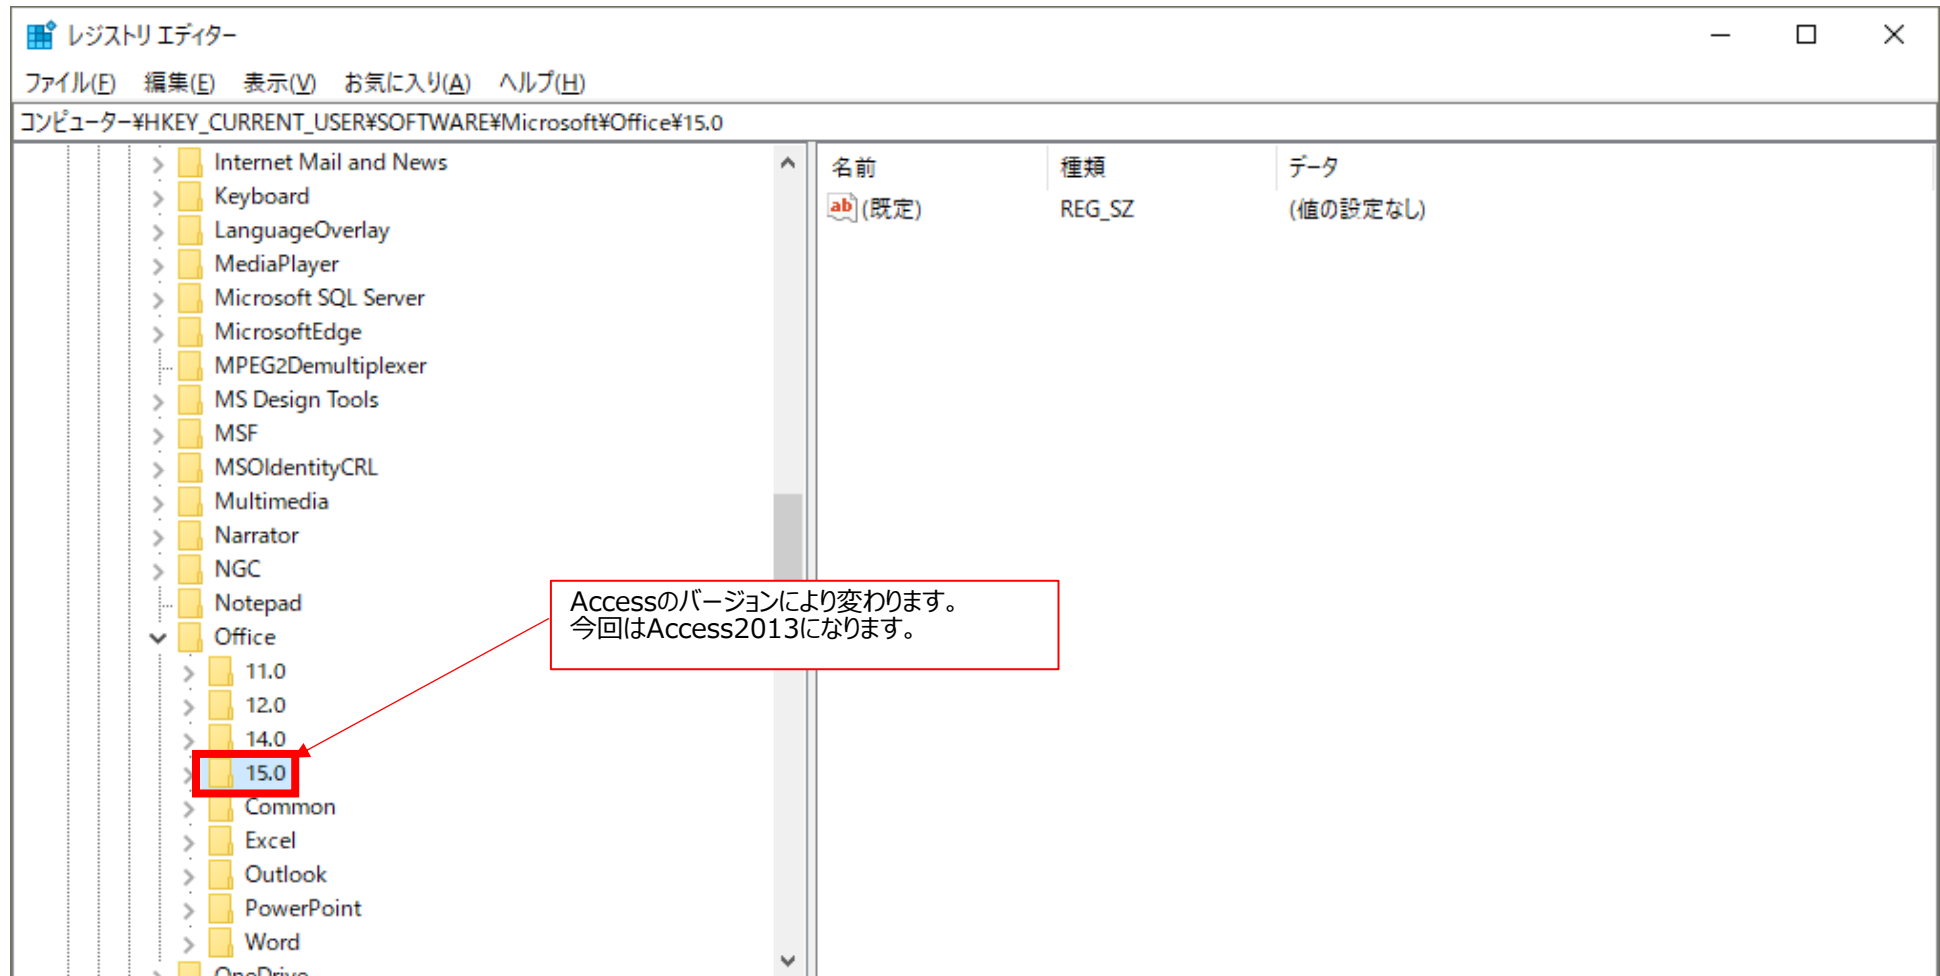 レジストリ エディター
ファイル(F) 編集(E) 表示(V) お気に入り(A) ヘルプ(H)
コンピューター¥HKEY_CURRENT_USER¥SOFTWARE¥Microsoft¥Office¥15.0
Internet Mail and News
Keyboard
LanguageOverlay
MediaPlayer
Microsoft SQL Server
MicrosoftEdge
MPEG2Demultiplexer
MS Design Tools
MSF
MSOIdentityCRL
Multimedia
Narrator
NGC
Notepad
Office
11.0
12.0
14.0
15.0
Common
Excel
Outlook
PowerPoint
Word
OneDrive
名前 種類 データ
ab (既定) REG_SZ (値の設定なし)
Accessのバージョンにより変わります。
今回はAccess2013になります。